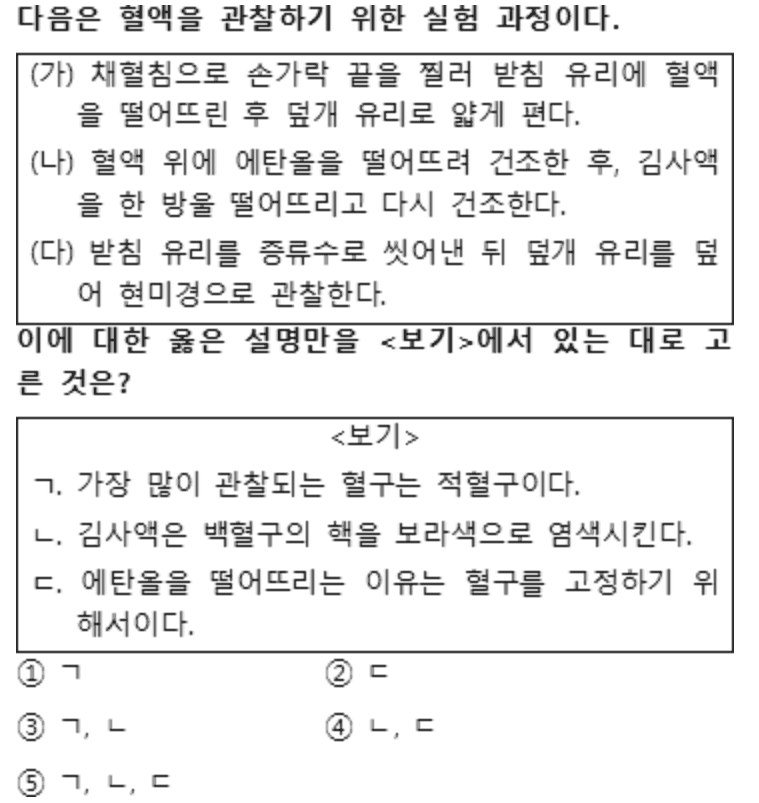 다음은 혈액을 관찰하기 위한 실험 과정이다.
(가) 채혈침으로 손가락 끝을 찔러 받침 유리에 혈액
을 떨어뜨린 후 덮개 유리로 얇게 편다.
(나) 혈액 위에 에탄올을 떨어뜨려 건조한 후, 김사액
을 한 방울 떨어뜨리고 다시 건조한다.
(다) 받침 유리를 증류수로 씻어낸 뒤 덮개 유리를 덮
어 현미경으로 관찰한다.
이에 대한 옳은 설명만을 <보기>에서 있는 대로 고
른 것은?
<보기>
ㄱ. 가장 많이 관찰되는 혈구는 적혈구이다.
ㄴ. 김사액은 백혈구의 핵을 보라색으로 염색시킨다.
ㄷ. 에탄올을 떨어뜨리는 이유는 혈구를 고정하기 위
해서이다.
① ㄱ ② ㄷ
③ ㄱ, ㄴ ④ ㄴ, ㄷ
⑤ ㄱ, ㄴ, ㄷ